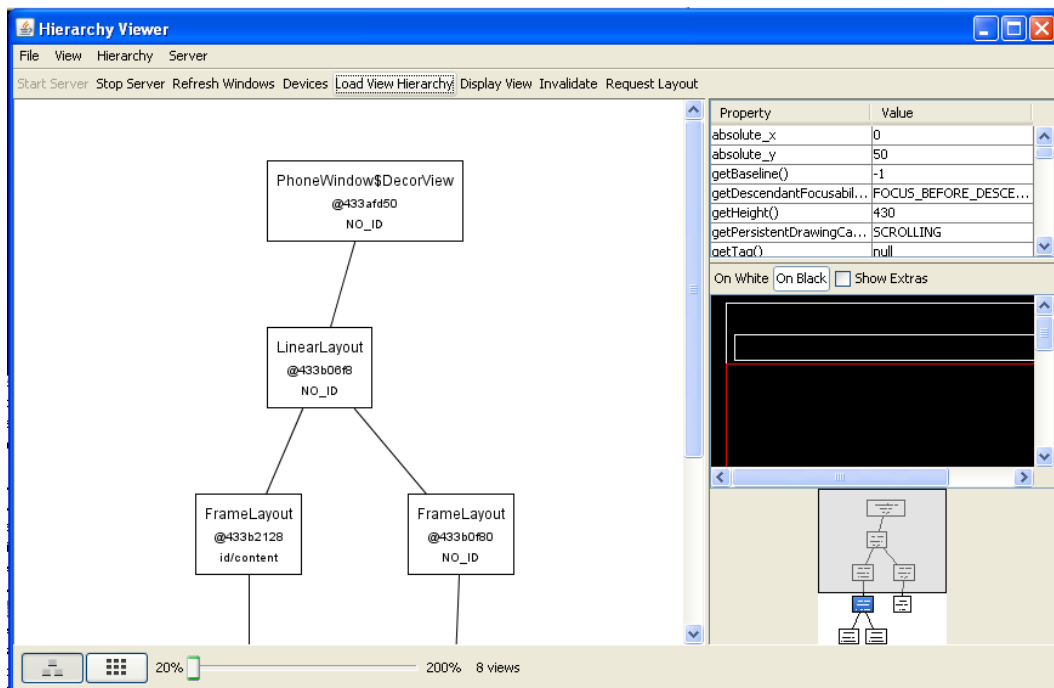 Hierarchy Viewer
File View Hierarchy Server
Start Server Stop Server Refresh Windows Devices Load View Hierarchy Display View Invalidate Request Layout
PhoneWindow$DecorView
@433afd50
NO_ID
LinearLayout
@433b06f8
NO_ID
FrameLayout
@433b2128
id/content
FrameLayout
@433b0f80
NO_ID
Property Value
absolute_x 0
absolute_y 50
getBaseline() -1
getDescendantFocusabil... FOCUS_BEFORE_DESCE...
getHeight() 430
getPersistentDrawingCa... SCROLLING
getTag() null
On White On Black Show Extras
20% 200% 8 views